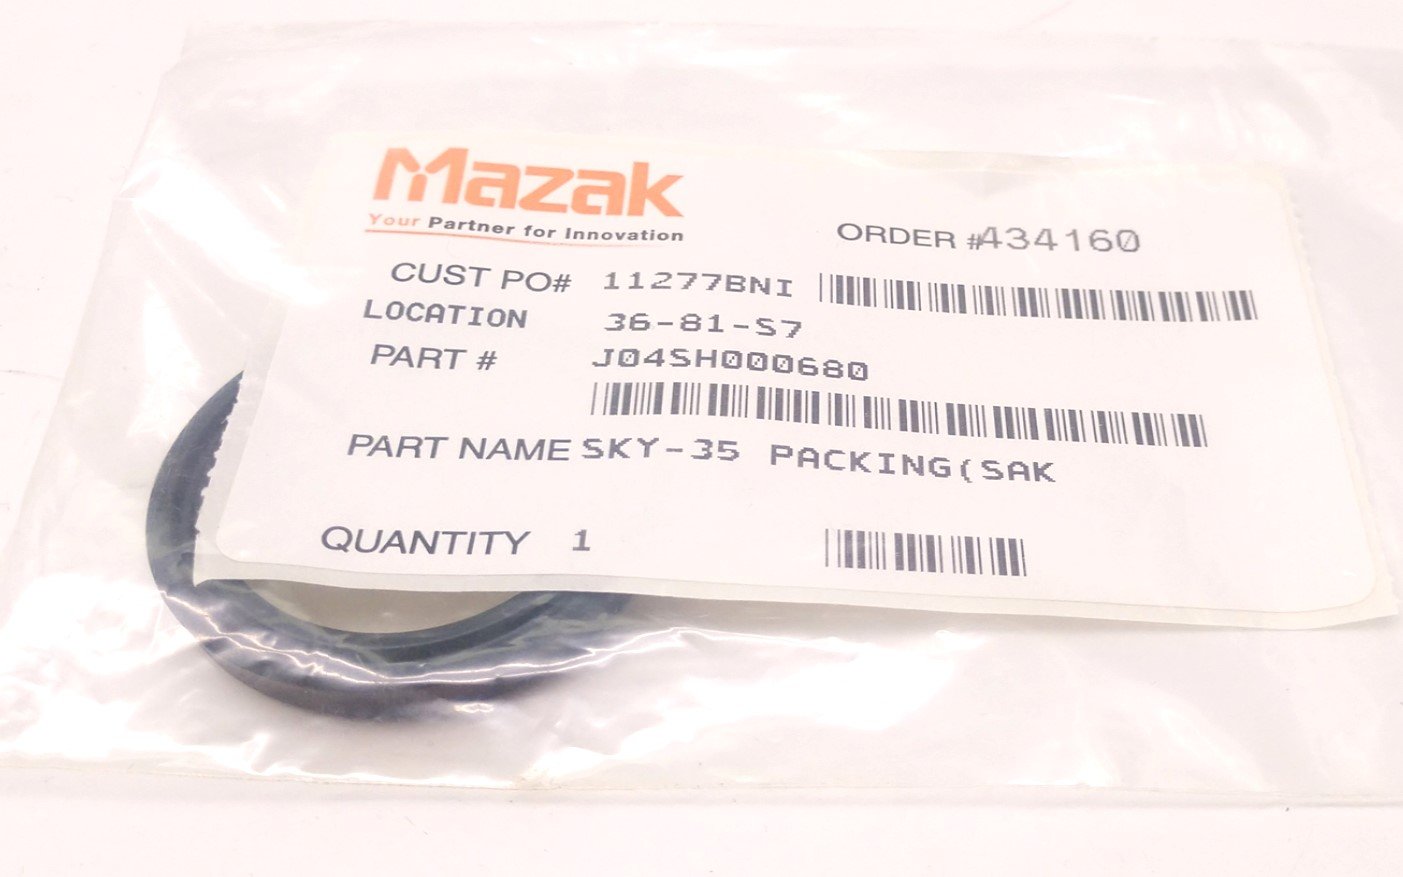 Mazak
Your Partner for Innovation
ORDER #434160
CUST PO# 11277BNI
LOCATION 36-81-S7
PART # J04SH000680
PART NAME SKY-35 PACKING(SAK
QUANTITY 1